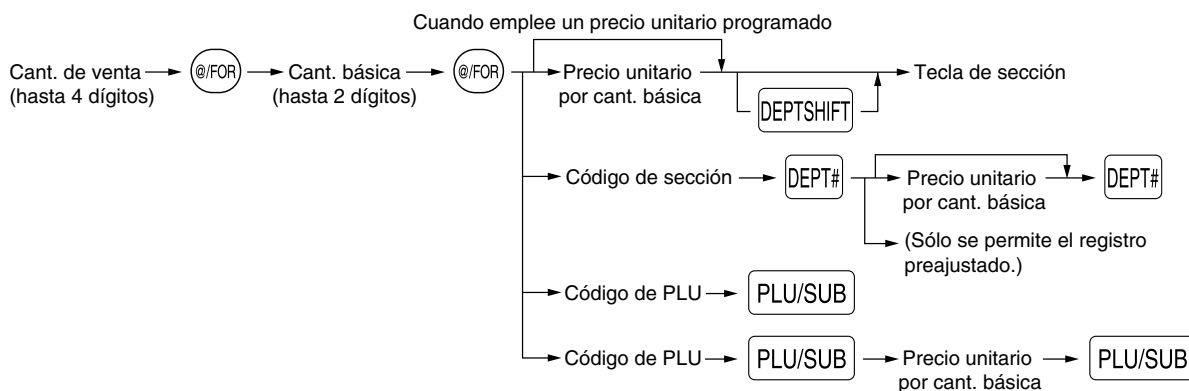 Cuando emplee un precio unitario programado
Cant. de venta
(hasta 4 dígitos)
@/FOR
Cant. básica
(hasta 2 dígitos)
@/FOR
Precio unitario
por cant. básica
DEPTSHIFT
Tecla de sección
Código de sección
DEPT#
Precio unitario
por cant. básica
DEPT#
(Sólo se permite el registro
preajustado.)
Código de PLU
PLU/SUB
Código de PLU
PLU/SUB
Precio unitario
por cant. básica
PLU/SUB